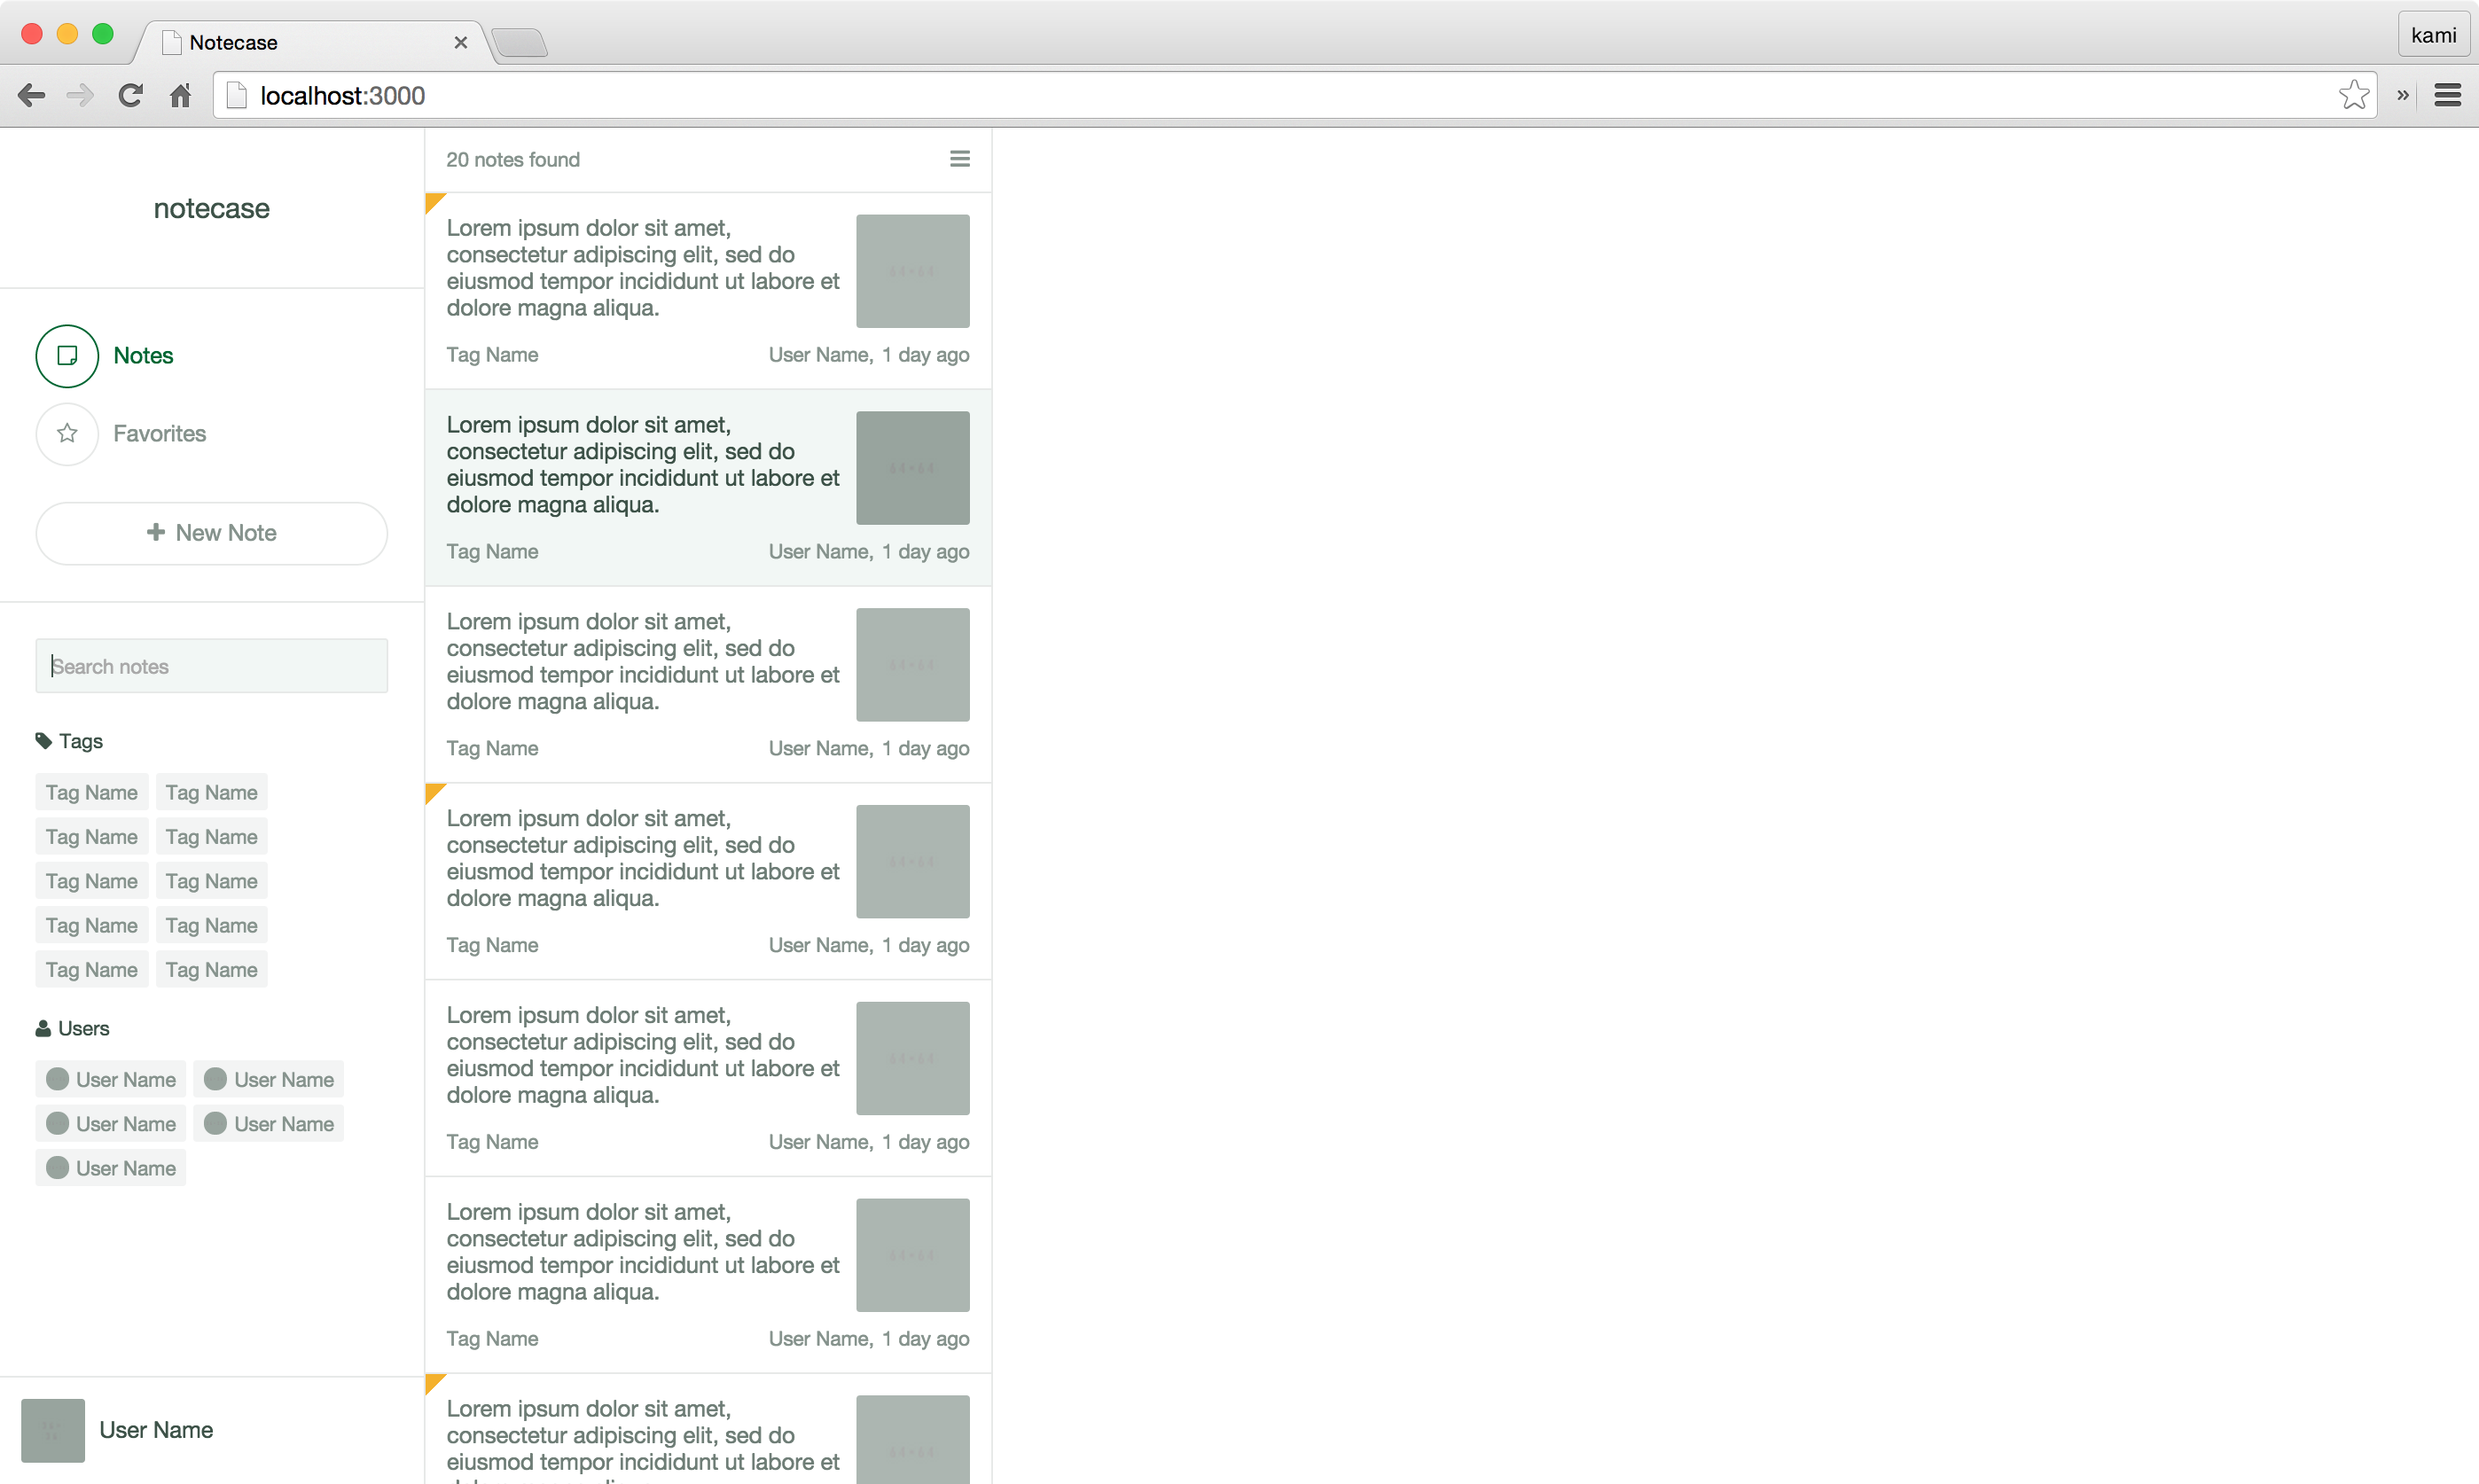 Notecase
kami
localhost:3000
notecase
Notes
Favorites
New Note
Search notes
Tags
Tag Name Tag Name
Tag Name Tag Name
Tag Name Tag Name
Tag Name Tag Name
Tag Name Tag Name
Users
User Name User Name
User Name User Name
User Name
User Name
20 notes found
Lorem ipsum dolor sit amet,
consectetur adipiscing elit, sed do
eiusmod tempor incididunt ut labore et
dolore magna aliqua.
Tag Name User Name, 1 day ago
Lorem ipsum dolor sit amet,
consectetur adipiscing elit, sed do
eiusmod tempor incididunt ut labore et
dolore magna aliqua.
Tag Name User Name, 1 day ago
Lorem ipsum dolor sit amet,
consectetur adipiscing elit, sed do
eiusmod tempor incididunt ut labore et
dolore magna aliqua.
Tag Name User Name, 1 day ago
Lorem ipsum dolor sit amet,
consectetur adipiscing elit, sed do
eiusmod tempor incididunt ut labore et
dolore magna aliqua.
Tag Name User Name, 1 day ago
Lorem ipsum dolor sit amet,
consectetur adipiscing elit, sed do
eiusmod tempor incididunt ut labore et
dolore magna aliqua.
Tag Name User Name, 1 day ago
Lorem ipsum dolor sit amet,
consectetur adipiscing elit, sed do
eiusmod tempor incididunt ut labore et
dolore magna aliqua.
Tag Name User Name, 1 day ago
Lorem ipsum dolor sit amet,
consectetur adipiscing elit, sed do
eiusmod tempor incididunt ut labore et